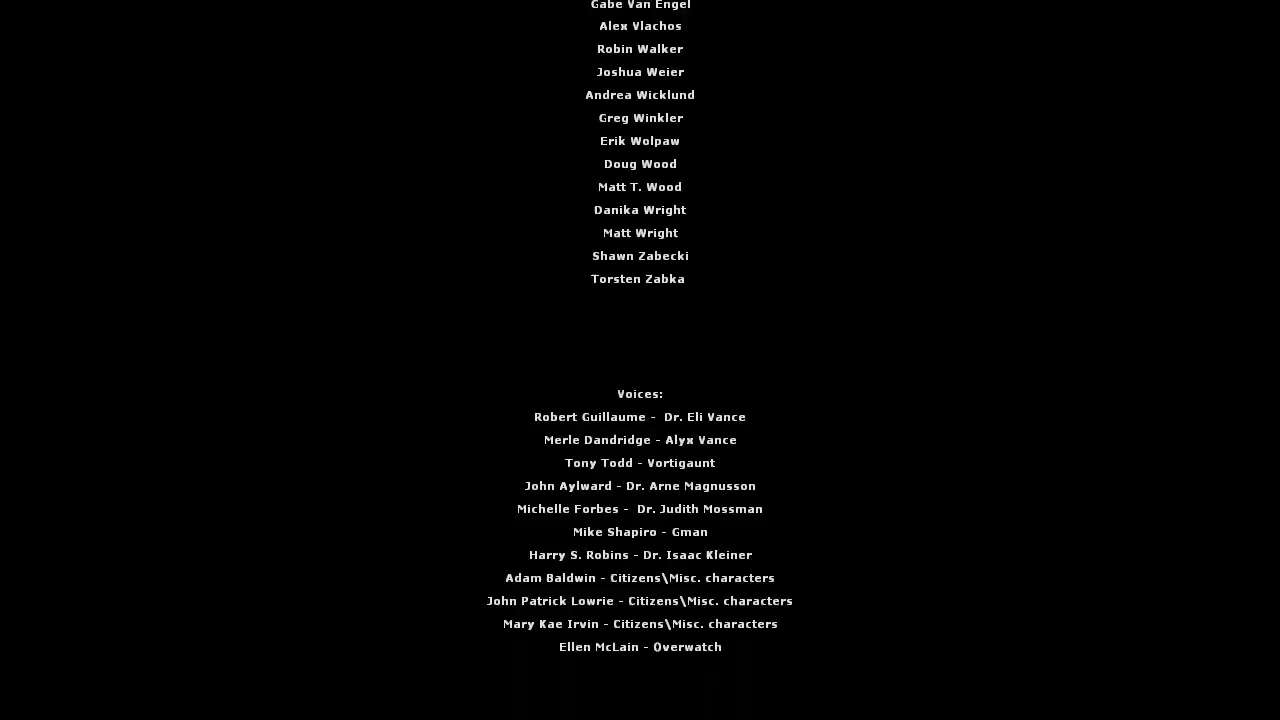 Gabe Van Engel
Alex Vlachos
Robin Walker
Joshua Weier
Andrea Wicklund
Greg Winkler
Erik Wolpaw
Doug Wood
Matt T. Wood
Danika Wright
Matt Wright
Shawn Zabecki
Torsten Zabka
Voices:
Robert Guillaume -  Dr. Eli Vance
Merle Dandridge - Alyx Vance
Tony Todd - Vortigaunt
John Aylward - Dr. Arne Magnusson
Michelle Forbes -  Dr. Judith Mossman
Mike Shapiro - Gman
Harry S. Robins - Dr. Isaac Kleiner
Adam Baldwin - Citizens\Misc. characters
John Patrick Lowrie - Citizens\Misc. characters
Mary Kae Irvin - Citizens\Misc. characters
Ellen McLain - Overwatch